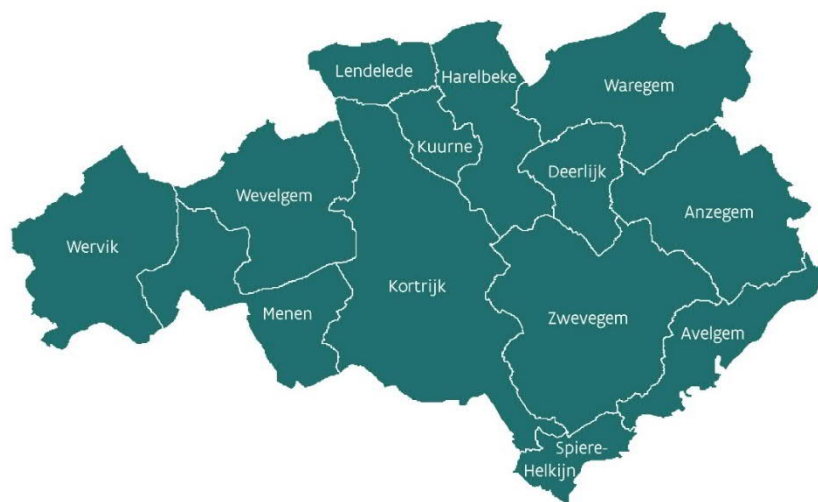 Lendelede
Harelbeke
Waregem
Kuurne
Deerlijk
Wevelgem
Anzegem
Wervik
Kortrijk
Menen
Zwevegem
Avelgem
Spiere-
Helkijn